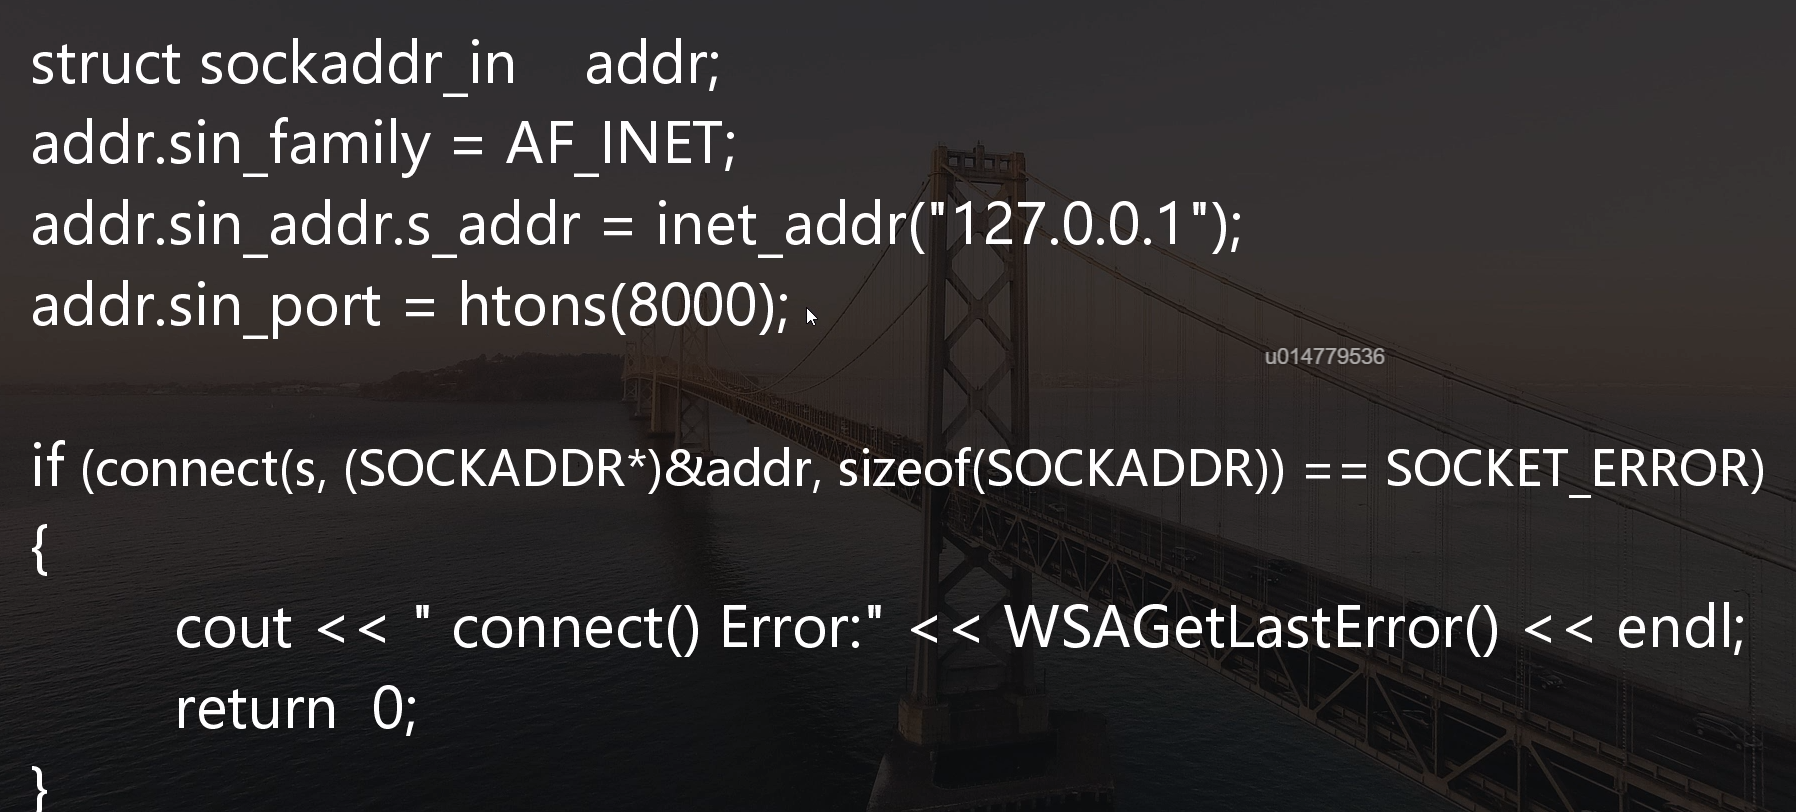 struct sockaddr_in    addr;
addr.sin_family = AF_INET;
addr.sin_addr.s_addr = inet_addr("127.0.0.1");
addr.sin_port = htons(8000);
u014779536
if (connect(s, (SOCKADDR*)&addr, sizeof(SOCKADDR)) == SOCKET_ERROR)
{
        cout << " connect() Error:" << WSAGetLastError() << endl;
        return  0;
}